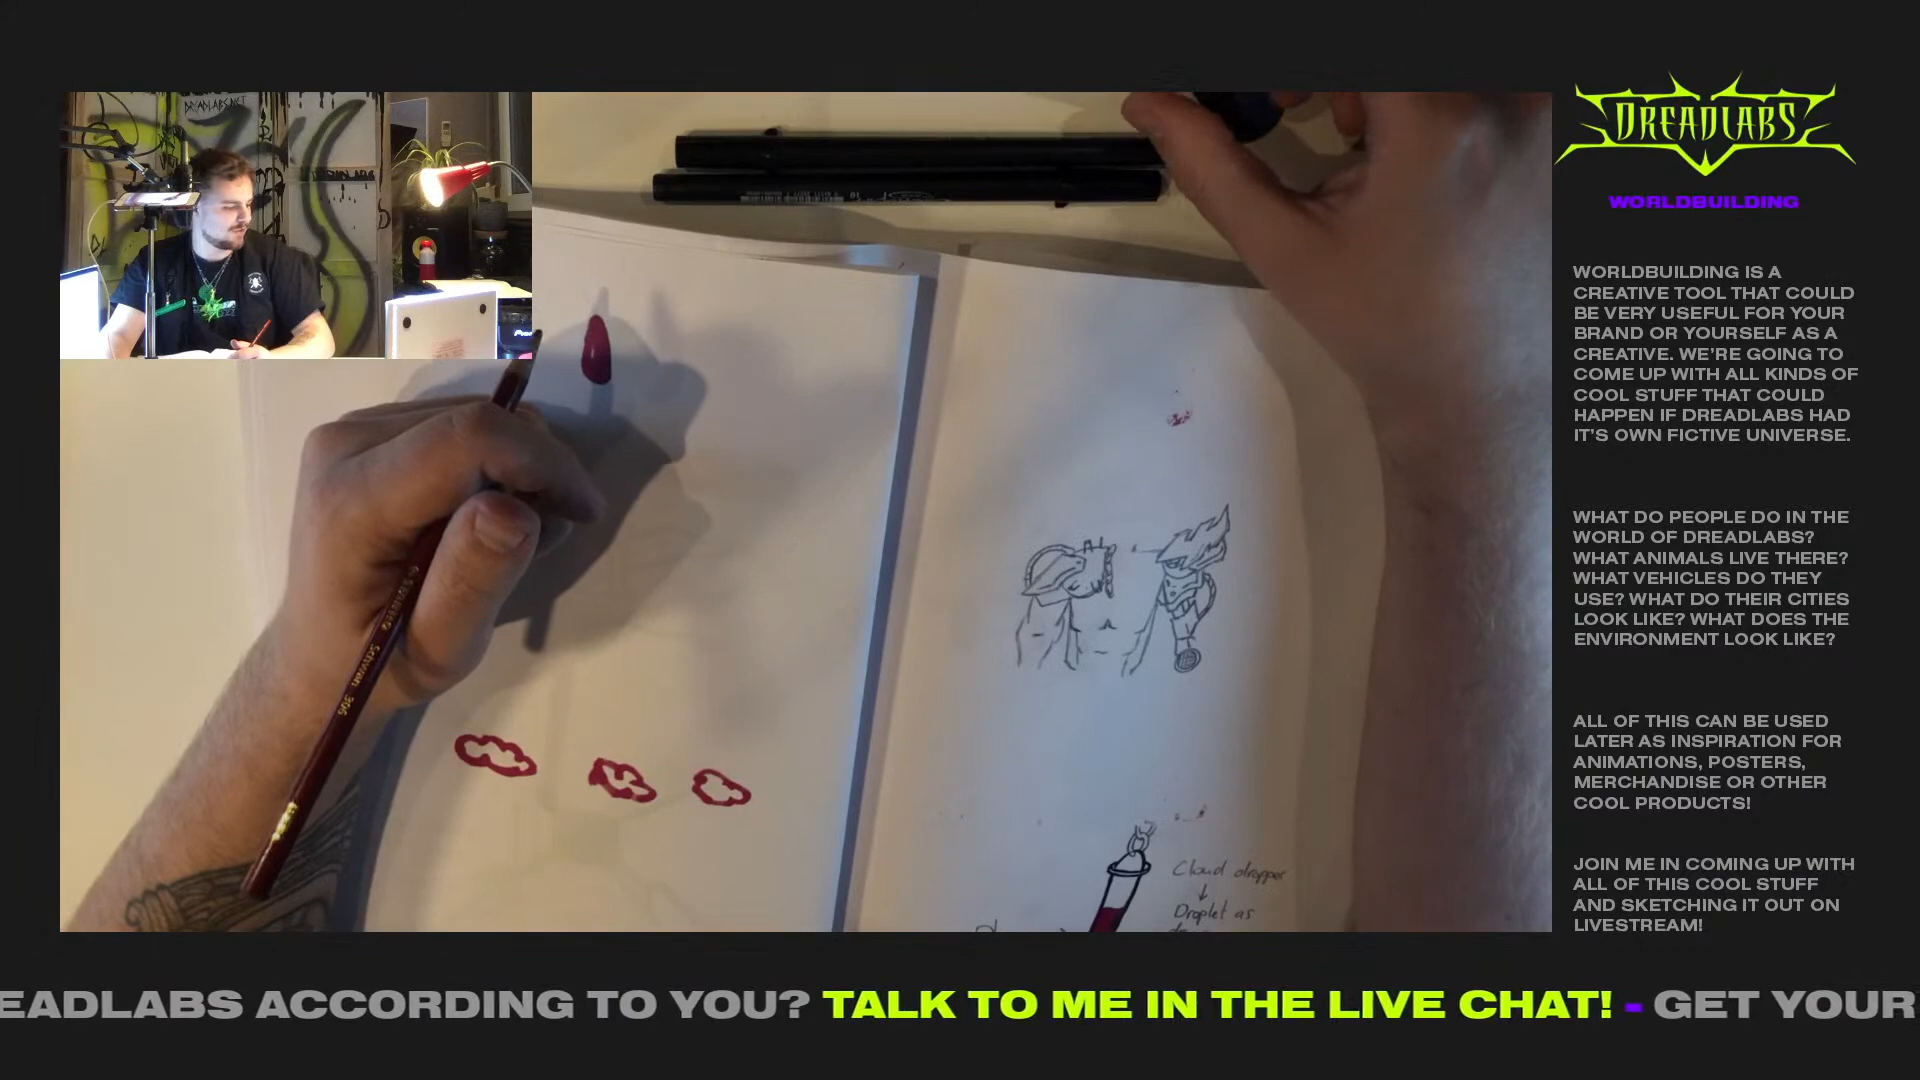 DREADLABS.NET
DREADLABS
WORLDBUILDING
WORLDBUILDING IS A
CREATIVE TOOL THAT COULD
BE VERY USEFUL FOR YOUR
BRAND OR YOURSELF AS A
CREATIVE. WE'RE GOING TO
COME UP WITH ALL KINDS OF
COOL STUFF THAT COULD
HAPPEN IF DREADLABS HAD
IT'S OWN FICTIVE UNIVERSE.
WHAT DO PEOPLE DO IN THE
WORLD OF DREADLABS?
WHAT ANIMALS LIVE THERE?
WHAT VEHICLES DO THEY
USE? WHAT DO THEIR CITIES
LOOK LIKE? WHAT DOES THE
ENVIRONMENT LOOK LIKE?
ALL OF THIS CAN BE USED
LATER AS INSPIRATION FOR
ANIMATIONS, POSTERS,
MERCHANDISE OR OTHER
COOL PRODUCTS!
JOIN ME IN COMING UP WITH
ALL OF THIS COOL STUFF
AND SKETCHING IT OUT ON
LIVESTREAM!
Schwan 306
Cloud dropper
Droplet as
EADLABS ACCORDING TO YOU? TALK TO ME IN THE LIVE CHAT! - GET YOUR